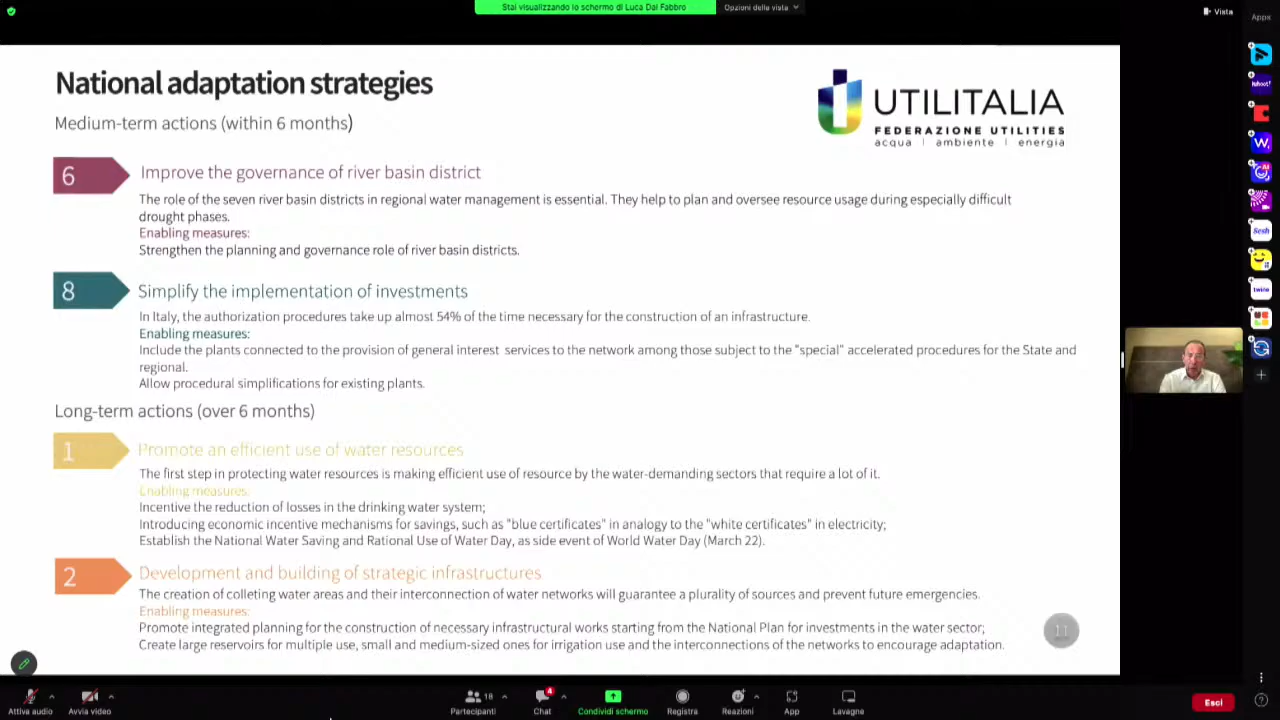 Stai visualizzando lo schermo di Luca Dal Fabbro
Opzioni della vista
Vista
Apps
National adaptation strategies
Medium-term actions (within 6 months)
UTILITALIA
FEDERAZIONE UTILITIES
acqua | ambiente | energia
6
Improve the governance of river basin district
The role of the seven river basin districts in regional water management is essential. They help to plan and oversee resource usage during especially difficult
drought phases.
Enabling measures:
Strengthen the planning and governance role of river basin districts.
8
Simplify the implementation of investments
In Italy, the authorization procedures take up almost 54% of the time necessary for the construction of an infrastructure.
Enabling measures:
Include the plants connected to the provision of general interest services to the network among those subject to the "special" accelerated procedures for the State and
regional.
Allow procedural simplifications for existing plants.
Long-term actions (over 6 months)
1
Promote an efficient use of water resources
The first step in protecting water resources is making efficient use of resource by the water-demanding sectors that require a lot of it.
Enabling measures:
Incentive the reduction of losses in the drinking water system;
Introducing economic incentive mechanisms for savings, such as "blue certificates" in analogy to the "white certificates" in electricity;
Establish the National Water Saving and Rational Use of Water Day, as side event of World Water Day (March 22).
2
Development and building of strategic infrastructures
The creation of colleting water areas and their interconnection of water networks will guarantee a plurality of sources and prevent future emergencies.
Enabling measures:
Promote integrated planning for the construction of necessary infrastructural works starting from the National Plan for investments in the water sector;
Create large reservoirs for multiple use, small and medium-sized ones for irrigation use and the interconnections of the networks to encourage adaptation.
11
Kahoot!
W.
AI
Sesh
twine
Attiva audio
Avvia video
18
Partecipanti
4
Chat
Condividi schermo
Registra
Reazioni
App
Lavagne
Esci